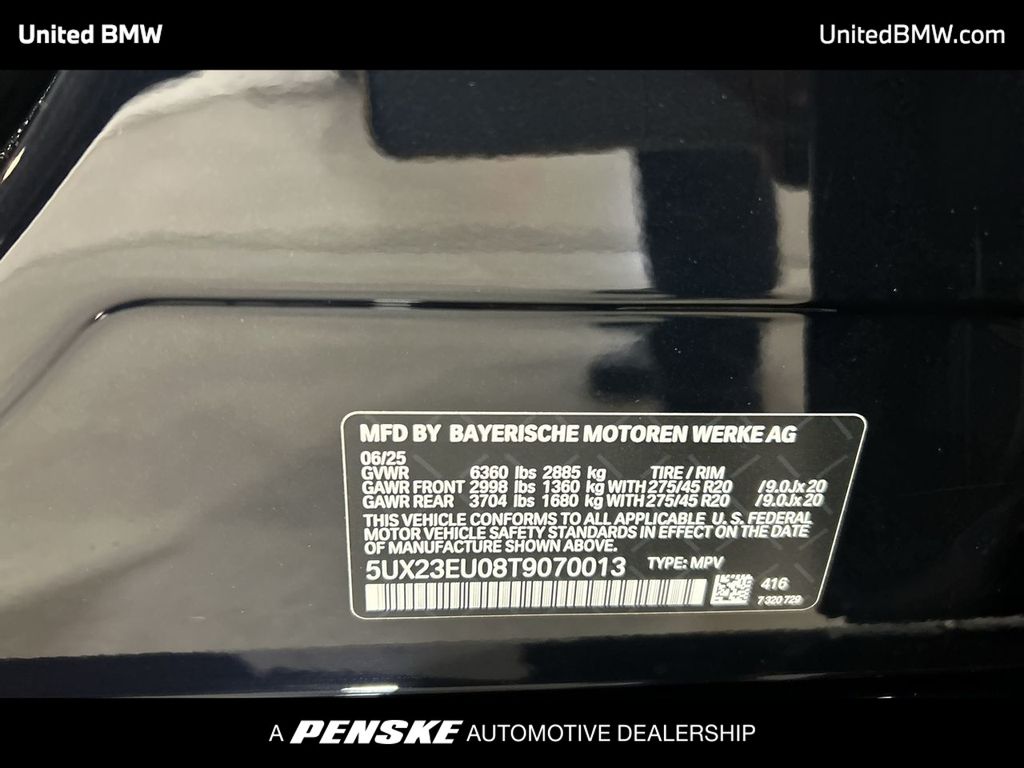 United BMW
UnitedBMW.com
MFD BY BAYERISCHE MOTOREN WERKE AG
06/25
GVWR 6360 lbs 2885 kg TIRE / RIM
GAWR FRONT 2998 lbs 1360 kg WITH 275/45 R20 /9.0Jx20
GAWR REAR 3704 lbs 1680 kg WITH 275/45 R20 /9.0Jx20
THIS VEHICLE CONFORMS TO ALL APPLICABLE U. S. FEDERAL
MOTOR VEHICLE SAFETY STANDARDS IN EFFECT ON THE DATE
OF MANUFACTURE SHOWN ABOVE.
5UX23EU08T9070013 TYPE: MPV
416
7 320 729
A PENSKE AUTOMOTIVE DEALERSHIP